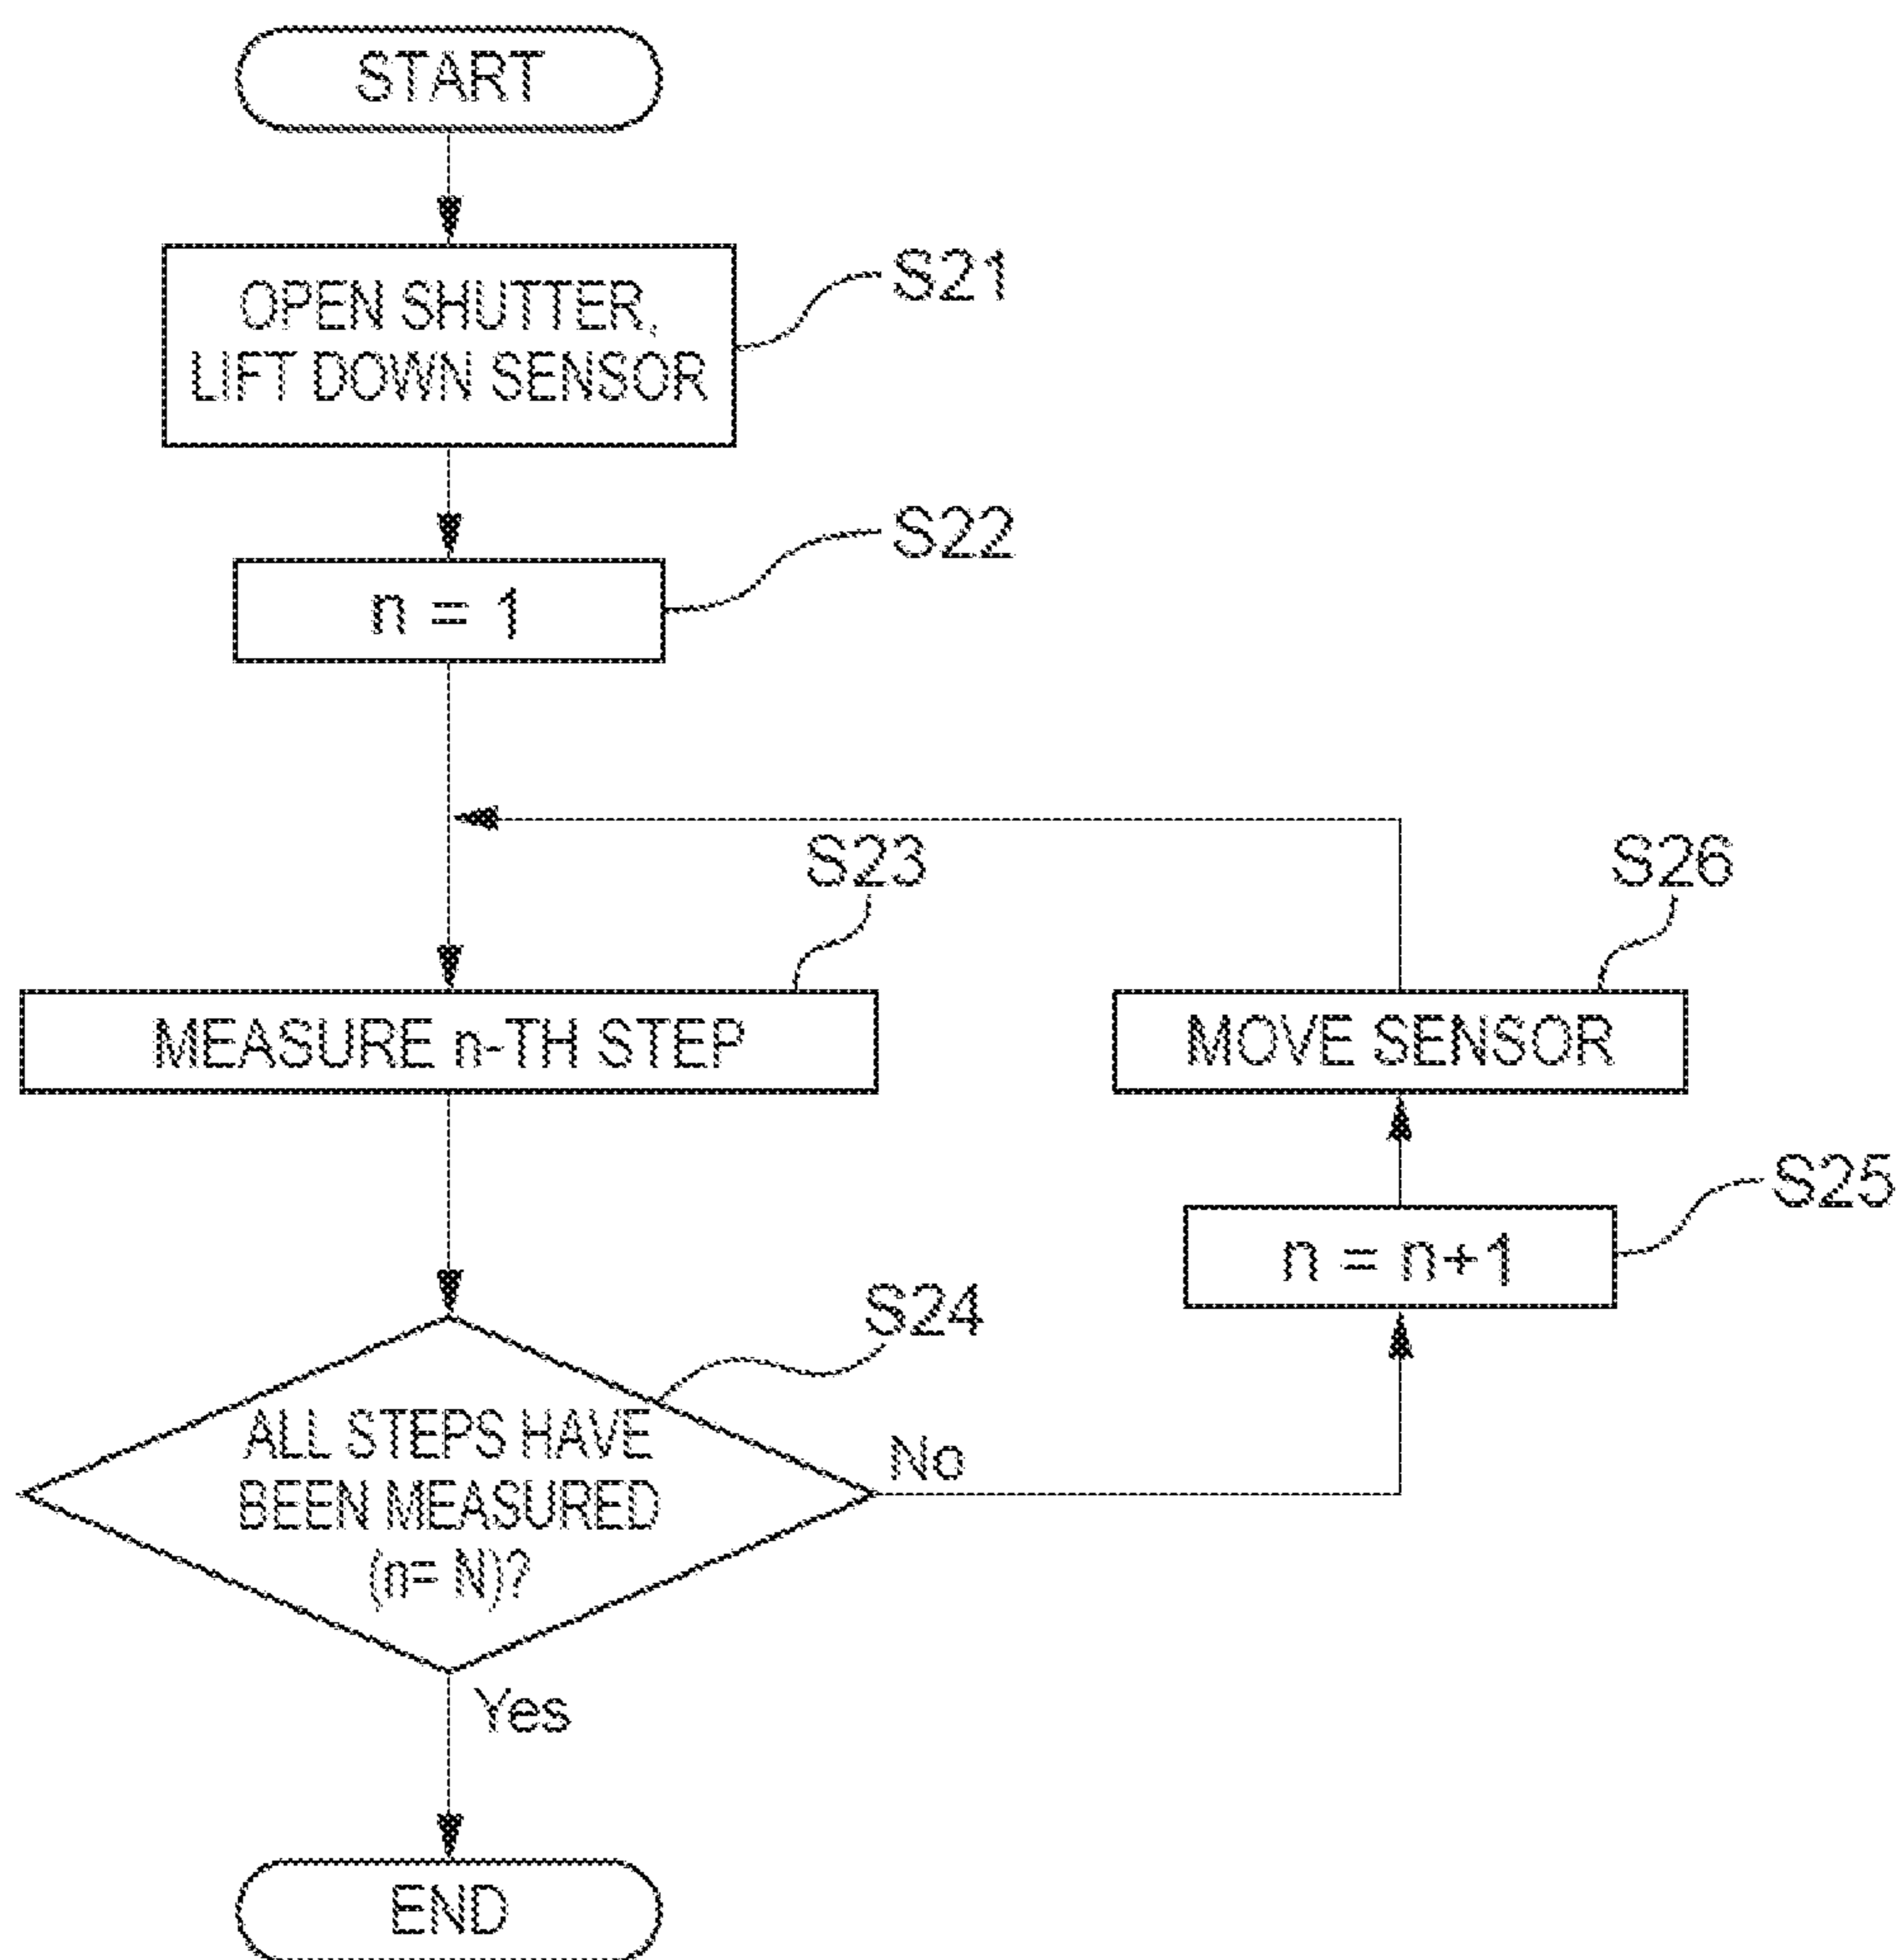 START
OPEN SHUTTER,
LIFT DOWN SENSOR
S21
n = 1
S22
S23
MEASURE n-TH STEP
S26
MOVE SENSOR
n = n+1
S25
S24
ALL STEPS HAVE
BEEN MEASURED
(n= N)?
No
Yes
END